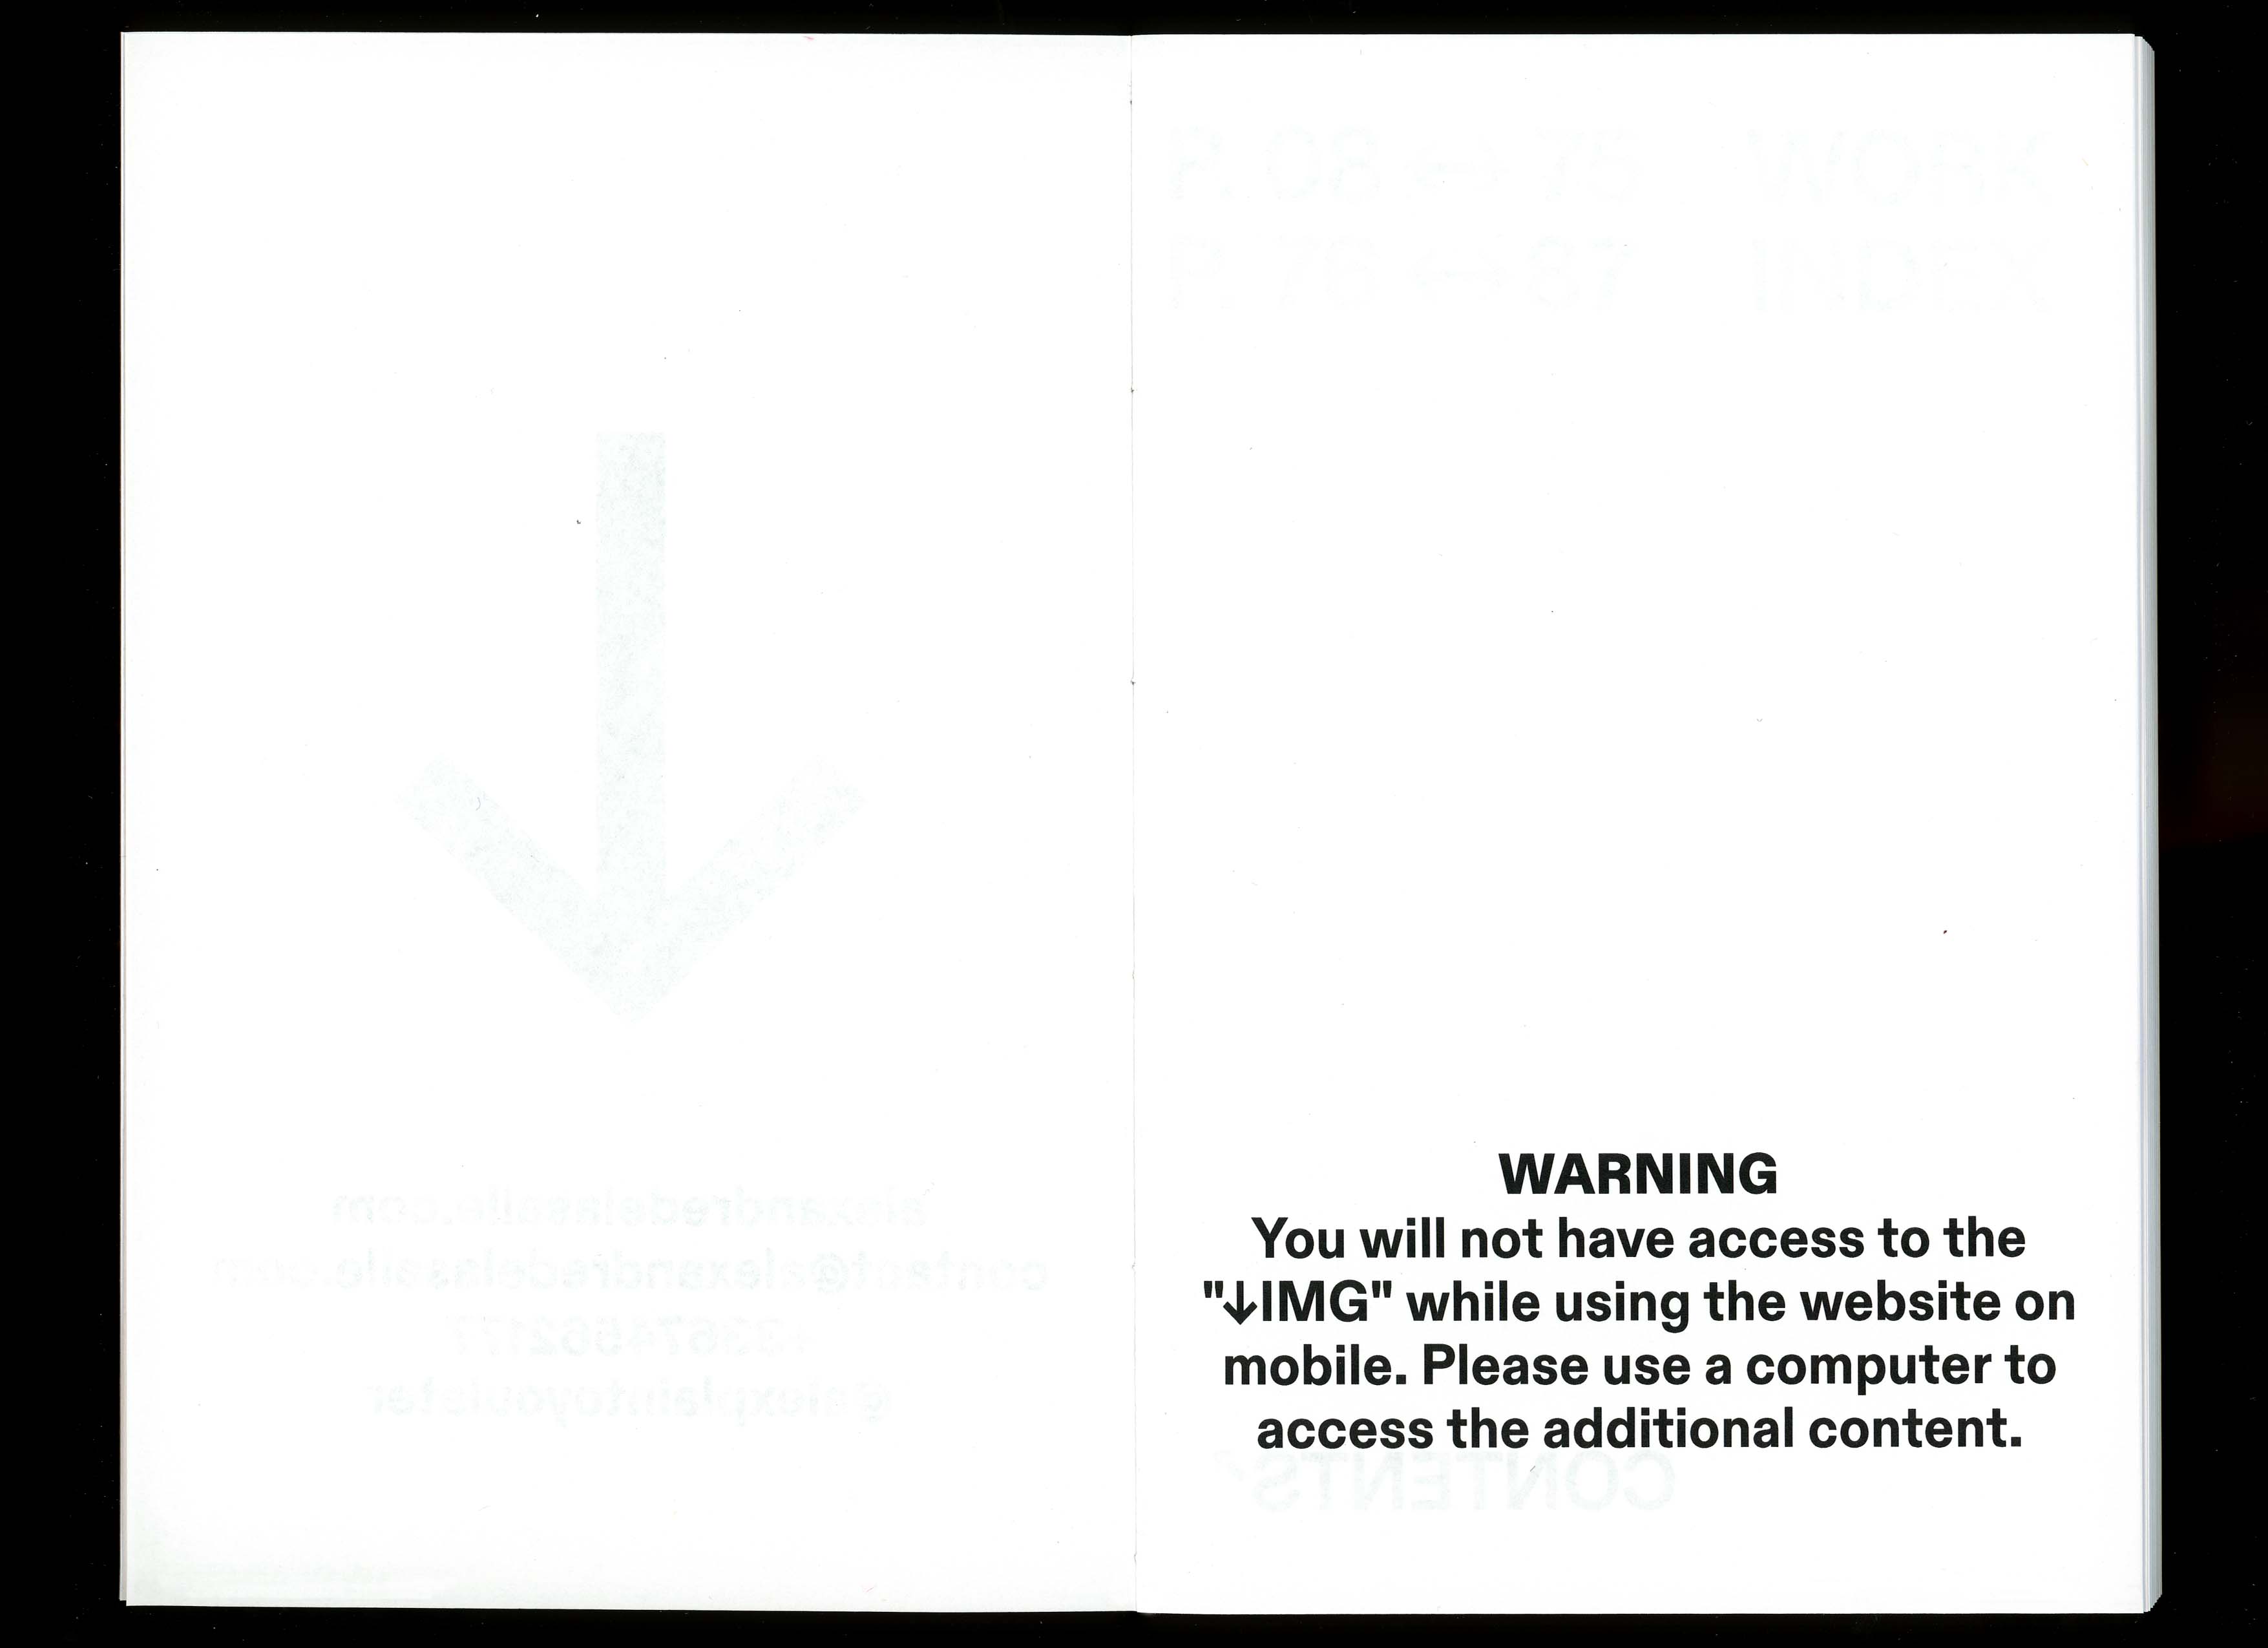 WARNING
You will not have access to the
"↓IMG" while using the website on
mobile. Please use a computer to
access the additional content.
CONTENTS